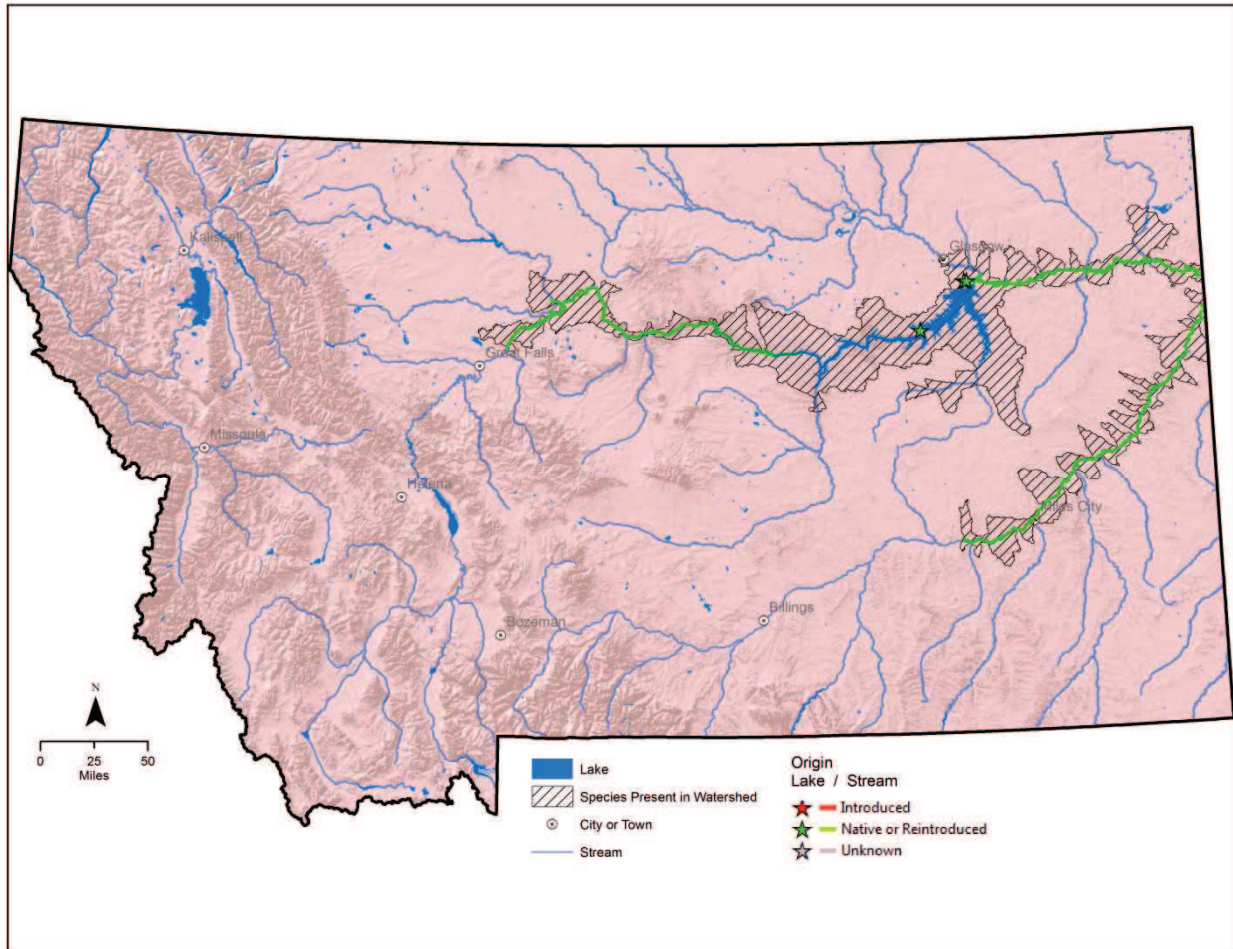 Kalispell
Glasgow
Great Falls
Missoula
Helena
Miles City
Billings
Bozeman
N
0 25 50
Miles
Lake
Species Present in Watershed
City or Town
Stream
Origin
Lake / Stream
Introduced
Native or Reintroduced
Unknown